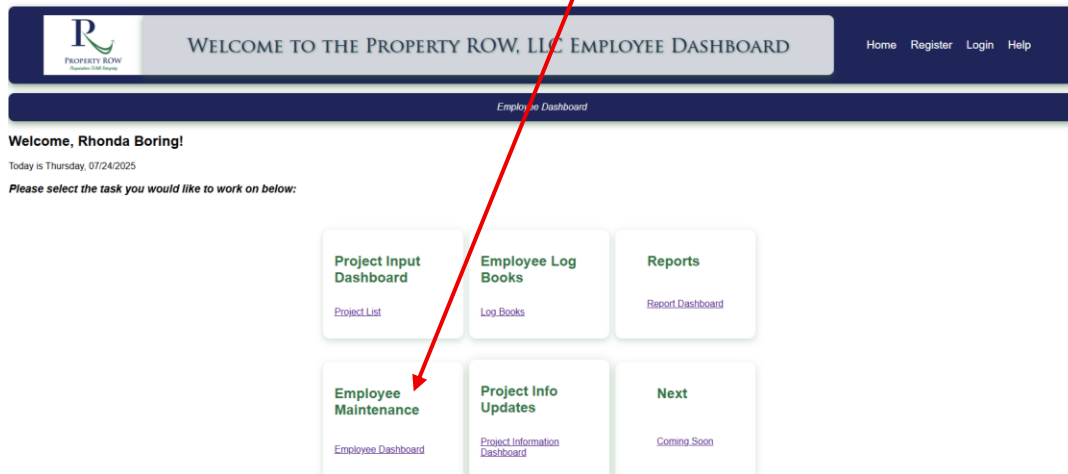 PROPERTY ROW
WELCOME TO THE PROPERTY ROW, LLC EMPLOYEE DASHBOARD
Home Register Login Help
Employee Dashboard
Welcome, Rhonda Boring!
Today is Thursday, 07/24/2025
Please select the task you would like to work on below:
Project Input
Dashboard
Project List
Employee Log
Books
Log Books
Reports
Report Dashboard
Employee
Maintenance
Employee Dashboard
Project Info
Updates
Project Information
Dashboard
Next
Coming Soon